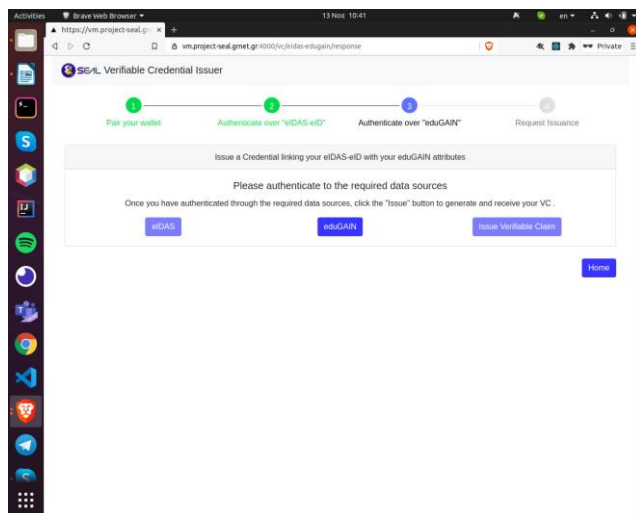 Activities Brave Web Browser 13 Νοε 10:41 en
https://vm.project-seal.gr × +
vm.project-seal.grnet.gr:4000/vc/eidas-edugain/response Private
SEAL Verifiable Credential Issuer
1 2 3 4
Pair your wallet Authenticate over "eIDAS-eID" Authenticate over "eduGAIN" Request Issuance
Issue a Credential linking your eIDAS-eID with your eduGAIN attributes
Please authenticate to the required data sources
Once you have authenticated through the required data sources, click the "Issue" button to generate and receive your VC .
eIDAS eduGAIN Issue Verifiable Claim
Home